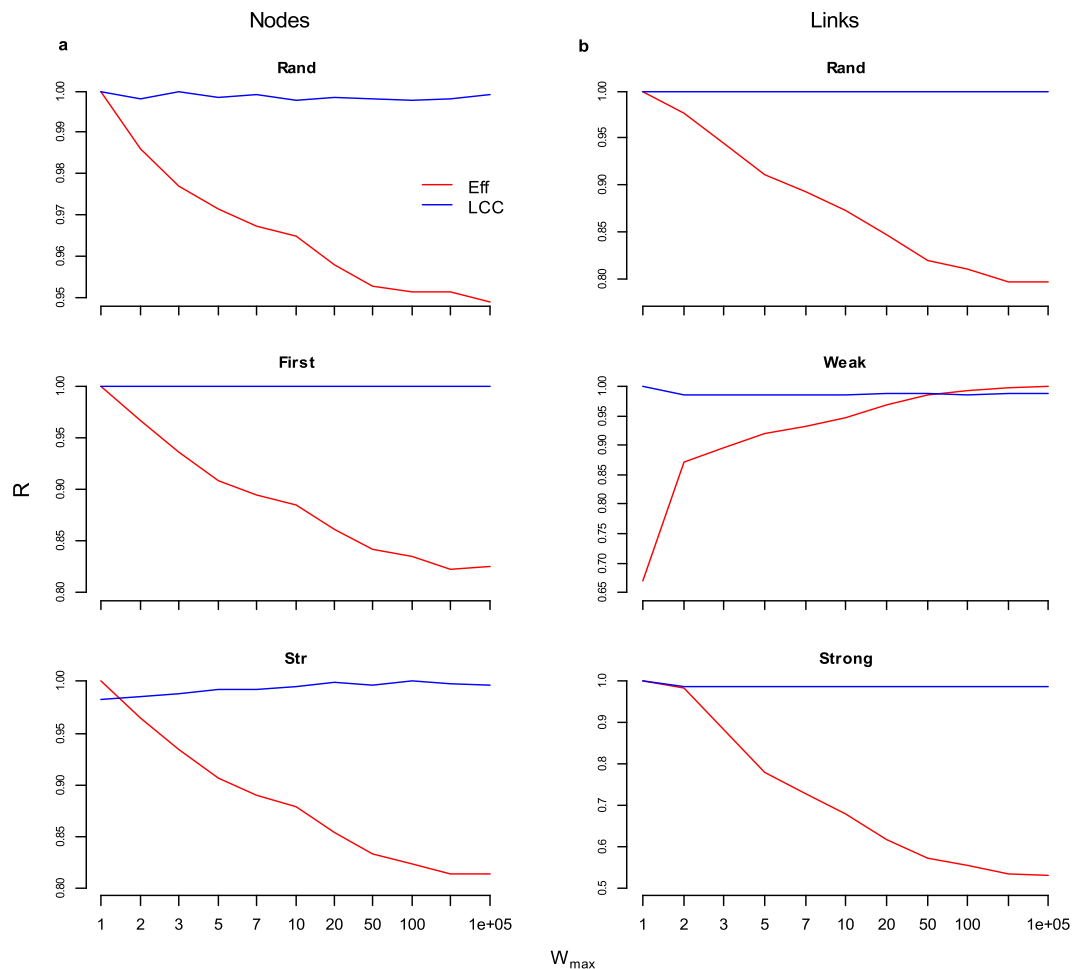 Nodes
Links
a
b
Rand
Rand
1.00
0.99
0.98
0.97
0.96
0.95
Eff
LCC
1.00
0.95
0.90
0.85
0.80
First
Weak
1.00
0.95
0.90
0.85
0.80
1.00
0.95
0.90
0.85
0.80
0.75
0.70
0.65
R
Str
Strong
1.00
0.95
0.90
0.85
0.80
1.0
0.9
0.8
0.7
0.6
0.5
1 2 3 5 7 10 20 50 100 1e+05
1 2 3 5 7 10 20 50 100 1e+05
Wmax